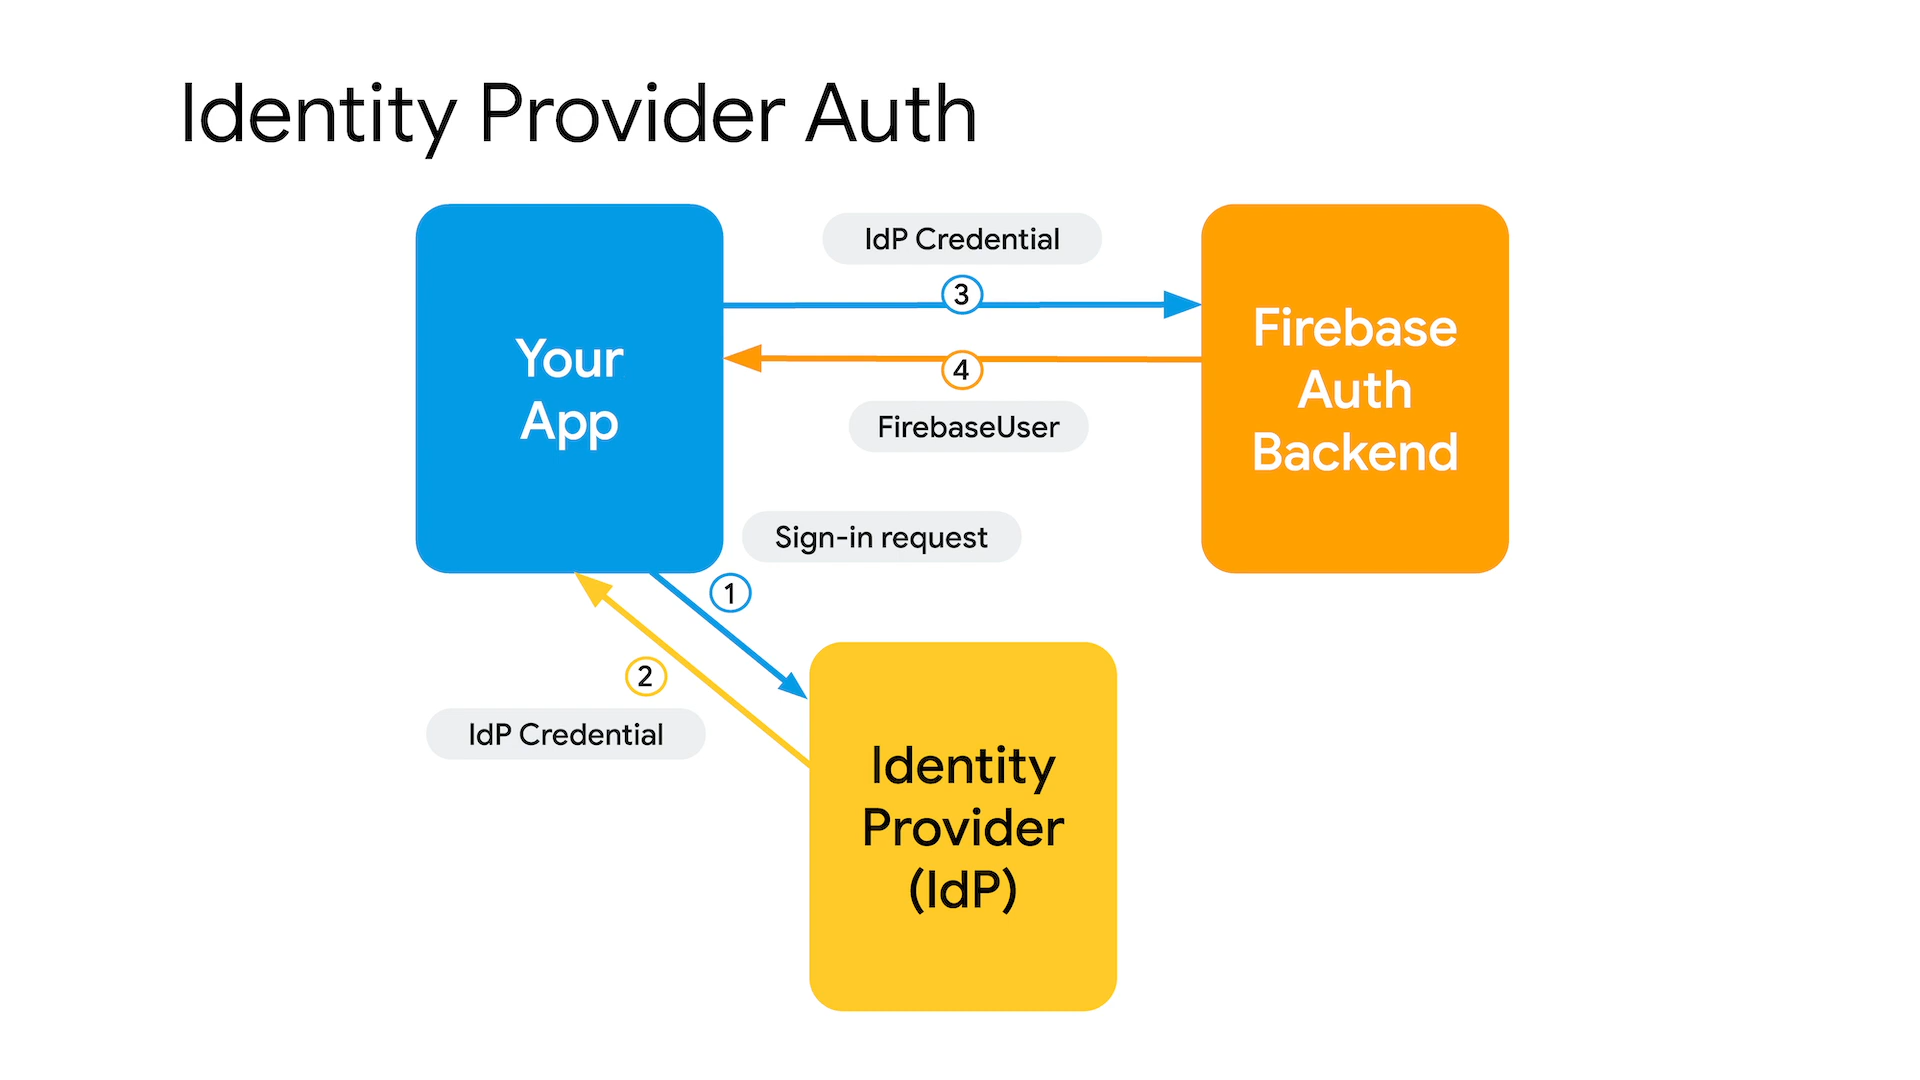 Identity Provider Auth
IdP Credential
3
Your
App
Firebase
Auth
Backend
4
FirebaseUser
Sign-in request
1
2
IdP Credential
Identity
Provider
(IdP)